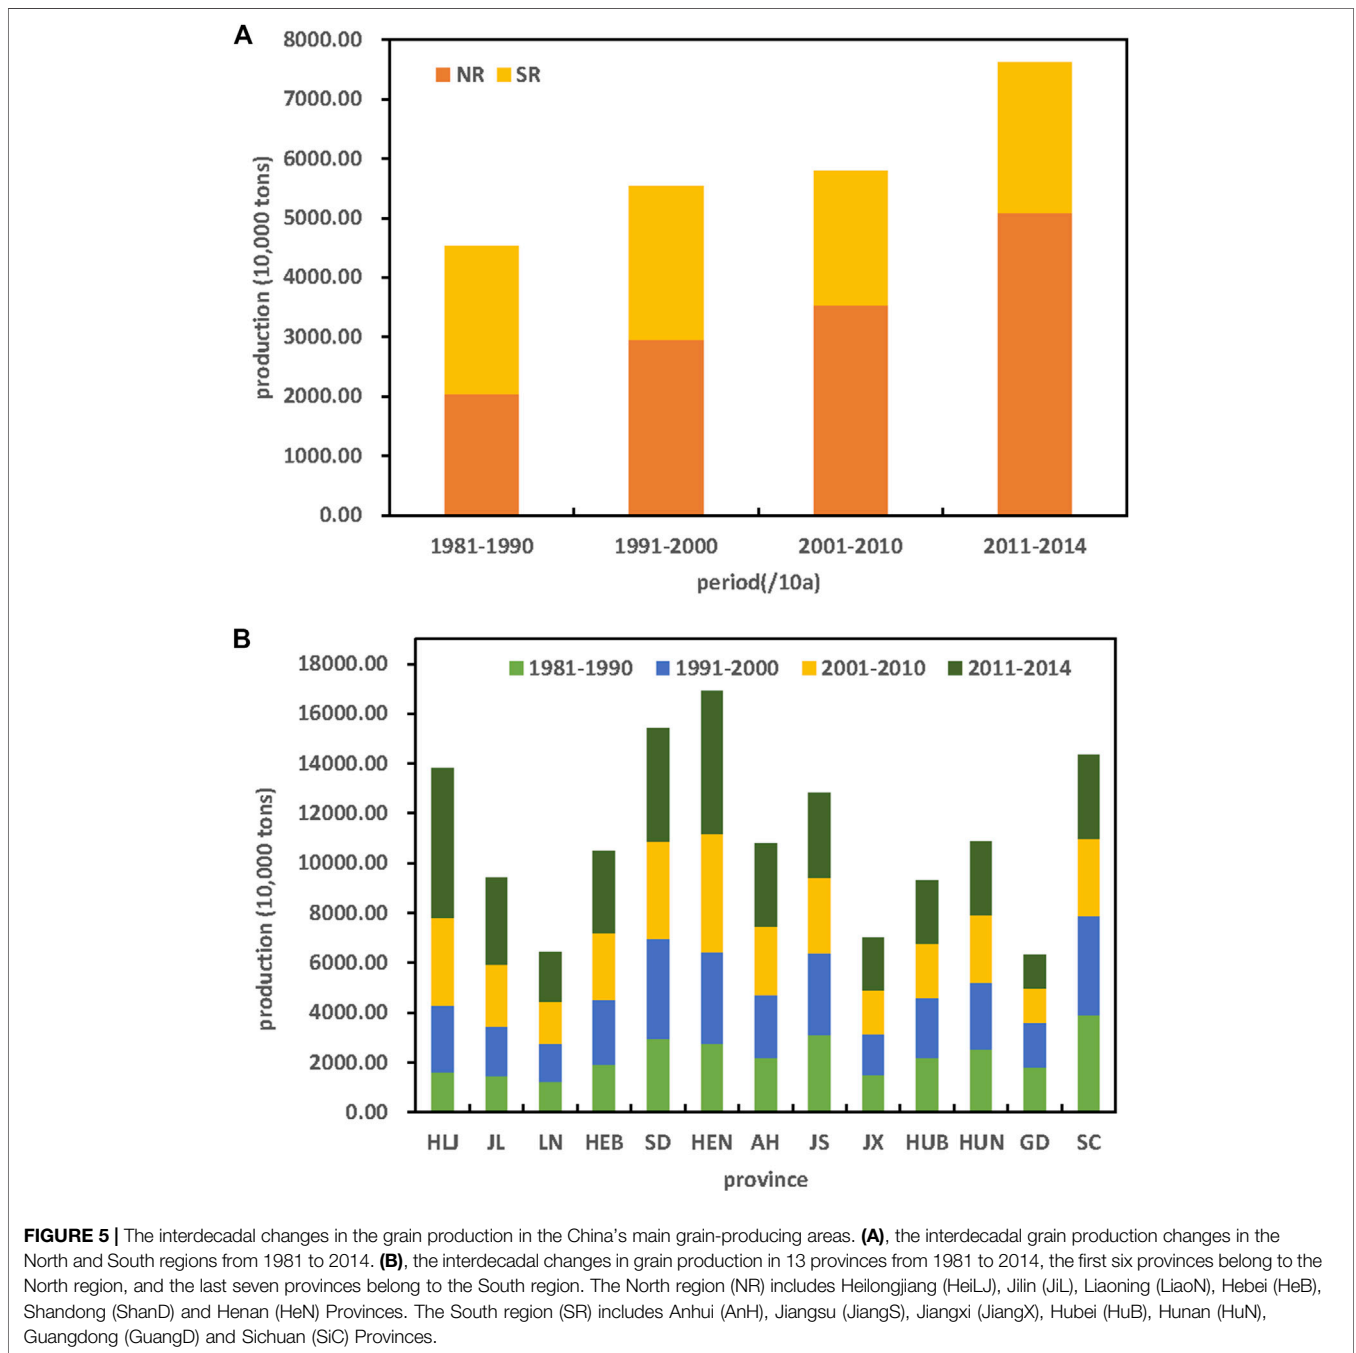 A
8000.00
7000.00
6000.00
5000.00
4000.00
3000.00
2000.00
1000.00
0.00
production (10,000 tons)
NR SR
1981-1990 1991-2000 2001-2010 2011-2014
period(/10a)
B
18000.00
16000.00
14000.00
12000.00
10000.00
8000.00
6000.00
4000.00
2000.00
0.00
production (10,000 tons)
1981-1990 1991-2000 2001-2010 2011-2014
HLJ JL LN HEB SD HEN AH JS JX HUB HUN GD SC
province
FIGURE 5 | The interdecadal changes in the grain production in the China's main grain-producing areas. (A), the interdecadal grain production changes in the
North and South regions from 1981 to 2014. (B), the interdecadal changes in grain production in 13 provinces from 1981 to 2014, the first six provinces belong to the
North region, and the last seven provinces belong to the South region. The North region (NR) includes Heilongjiang (HeiLJ), Jilin (JiL), Liaoning (LiaoN), Hebei (HeB),
Shandong (ShanD) and Henan (HeN) Provinces. The South region (SR) includes Anhui (AnH), Jiangsu (JiangS), Jiangxi (JiangX), Hubei (HuB), Hunan (HuN),
Guangdong (GuangD) and Sichuan (SiC) Provinces.